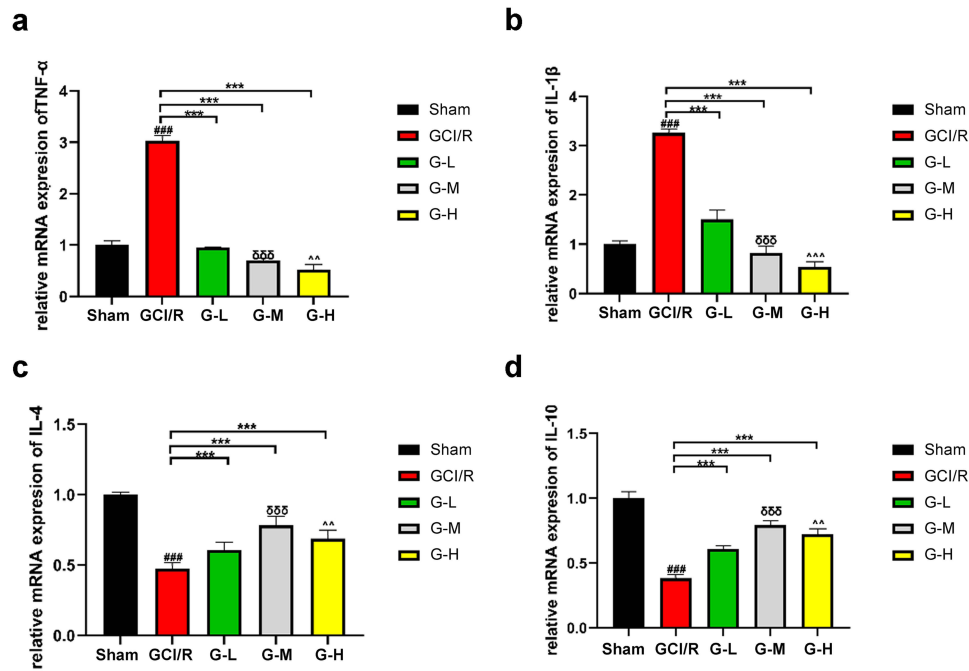 a
relative mRNA expresion ofTNF-α
4
3
2
1
0
***
***
***
###
δδδ
^^
Sham GCI/R G-L G-M G-H
Sham
GCI/R
G-L
G-M
G-H
b
relative mRNA expresion of IL-1β
4
3
2
1
0
***
***
***
###
δδδ
^^^
Sham GCI/R G-L G-M G-H
Sham
GCI/R
G-L
G-M
G-H
c
relative mRNA expresion of IL-4
1.5
1.0
0.5
0.0
***
***
***
###
δδδ
^^
Sham GCI/R G-L G-M G-H
Sham
GCI/R
G-L
G-M
G-H
d
relative mRNA expresion of IL-10
1.5
1.0
0.5
0.0
***
***
***
###
δδδ
^^
Sham GCI/R G-L G-M G-H
Sham
GCI/R
G-L
G-M
G-H